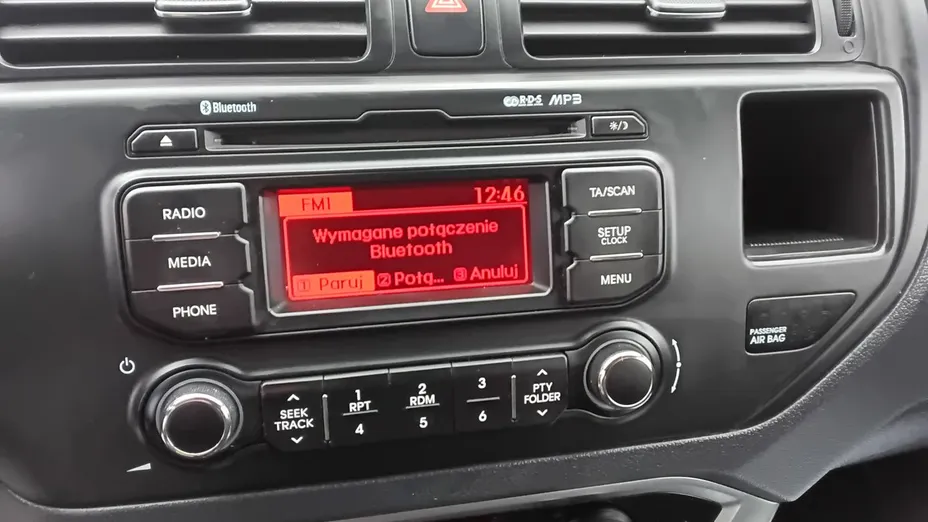 Bluetooth
RDS MP3
TA/SCAN
RADIO
FM1 12:46
Wymagane połączenie
Bluetooth
1 Paruj 2 Połą... 3 Anuluj
SETUP
CLOCK
MEDIA
MENU
PHONE
PASSENGER
AIR BAG
SEEK
TRACK
1
RPT
4
2
RDM
5
3
6
PTY
FOLDER